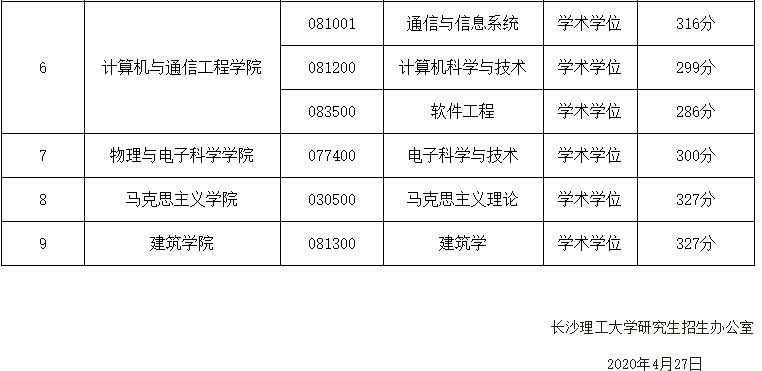 081001 通信与信息系统 学术学位 316分
6 计算机与通信工程学院 081200 计算机科学与技术 学术学位 299分
083500 软件工程 学术学位 286分
7 物理与电子科学学院 077400 电子科学与技术 学术学位 300分
8 马克思主义学院 030500 马克思主义理论 学术学位 327分
9 建筑学院 081300 建筑学 学术学位 327分
长沙理工大学研究生招生办公室
2020年4月27日